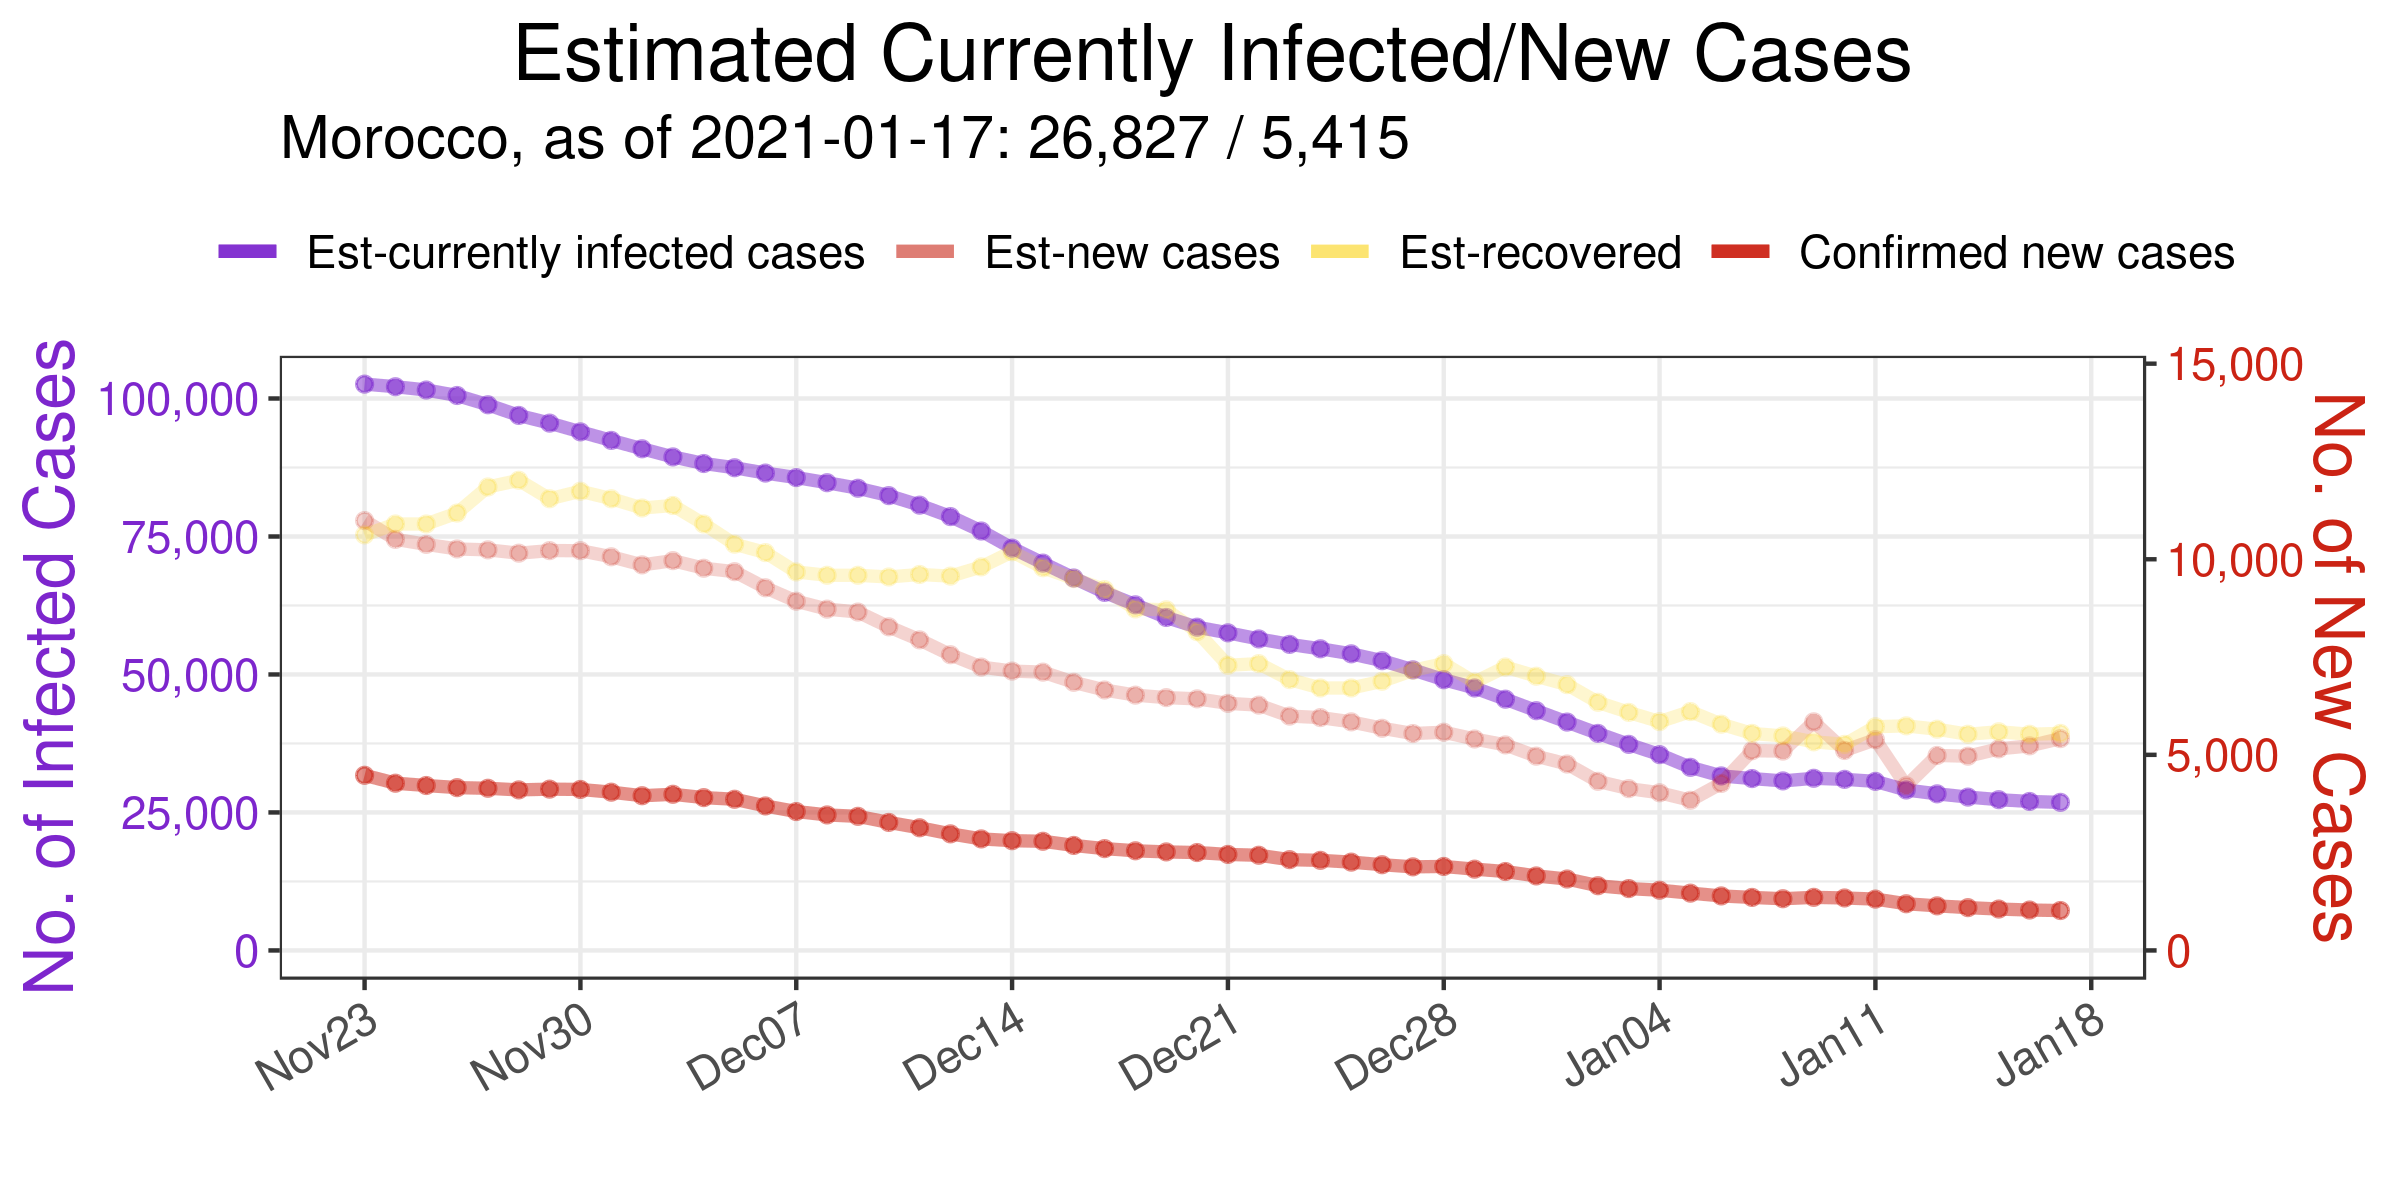 Estimated Currently Infected/New Cases
Morocco, as of 2021-01-17: 26,827 / 5,415
Est-currently infected cases Est-new cases Est-recovered Confirmed new cases
No. of Infected Cases
100,000
75,000
50,000
25,000
0
15,000
10,000
5,000
0
No. of New Cases
Nov23 Nov30 Dec07 Dec14 Dec21 Dec28 Jan04 Jan11 Jan18